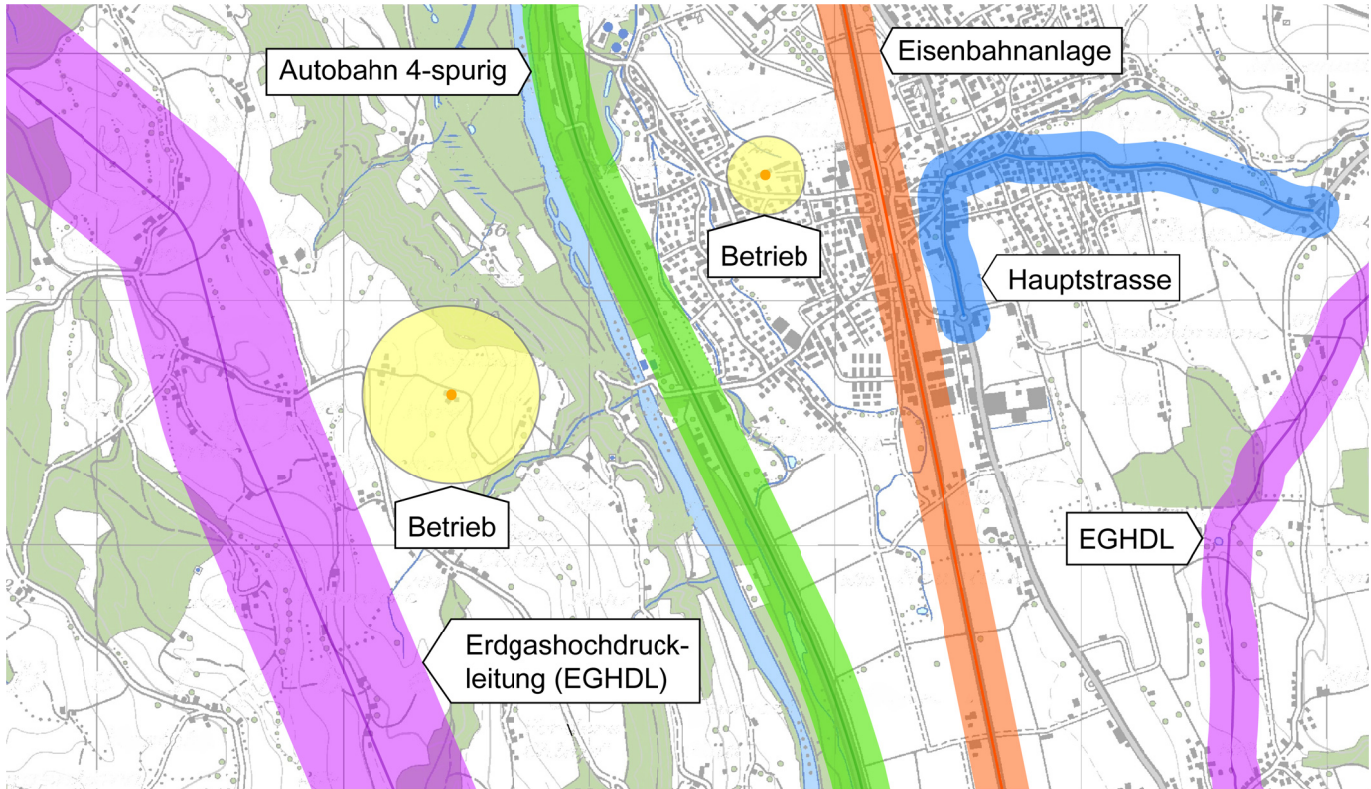 Autobahn 4-spurig
Eisenbahnanlage
Betrieb
Hauptstrasse
Betrieb
EGHDL
Erdgashochdruck-
leitung (EGHDL)